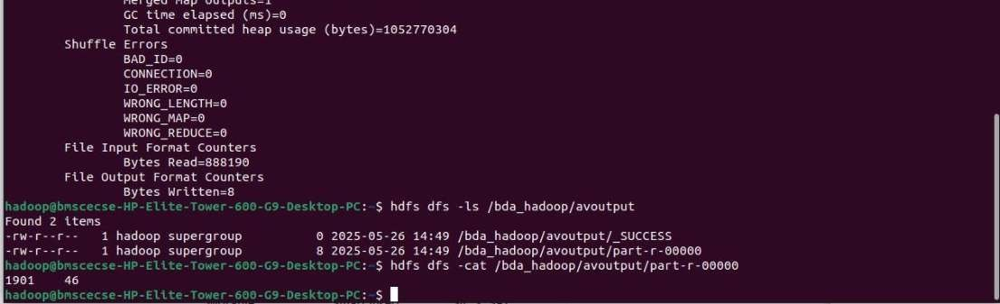 Merged Map outputs=1
GC time elapsed (ms)=0
Total committed heap usage (bytes)=1052770304
Shuffle Errors
BAD_ID=0
CONNECTION=0
IO_ERROR=0
WRONG_LENGTH=0
WRONG_MAP=0
WRONG_REDUCE=0
File Input Format Counters
Bytes Read=888190
File Output Format Counters
Bytes Written=8
hadoop@bmscecse-HP-Elite-Tower-600-G9-Desktop-PC:~$ hdfs dfs -ls /bda_hadoop/avoutput
Found 2 items
-rw-r--r--   1 hadoop supergroup          0 2025-05-26 14:49 /bda_hadoop/avoutput/_SUCCESS
-rw-r--r--   1 hadoop supergroup          8 2025-05-26 14:49 /bda_hadoop/avoutput/part-r-00000
hadoop@bmscecse-HP-Elite-Tower-600-G9-Desktop-PC:~$ hdfs dfs -cat /bda_hadoop/avoutput/part-r-00000
1901    46
hadoop@bmscecse-HP-Elite-Tower-600-G9-Desktop-PC:~$